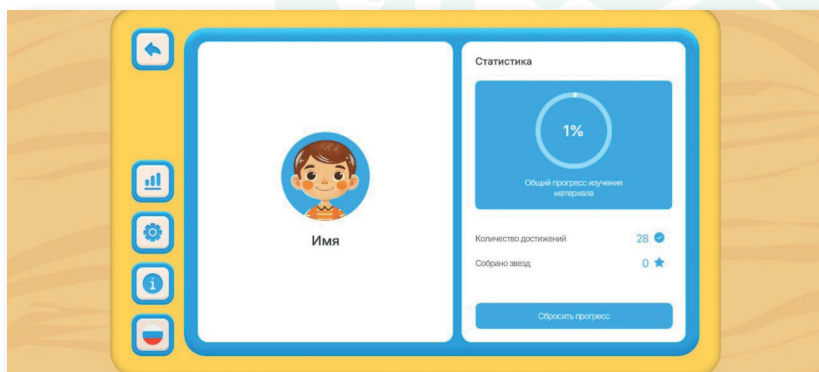 Статистика
1%
Общий прогресс изучения
материала
Имя
Количество достижений 28
Собрано звезд 0
Сбросить прогресс